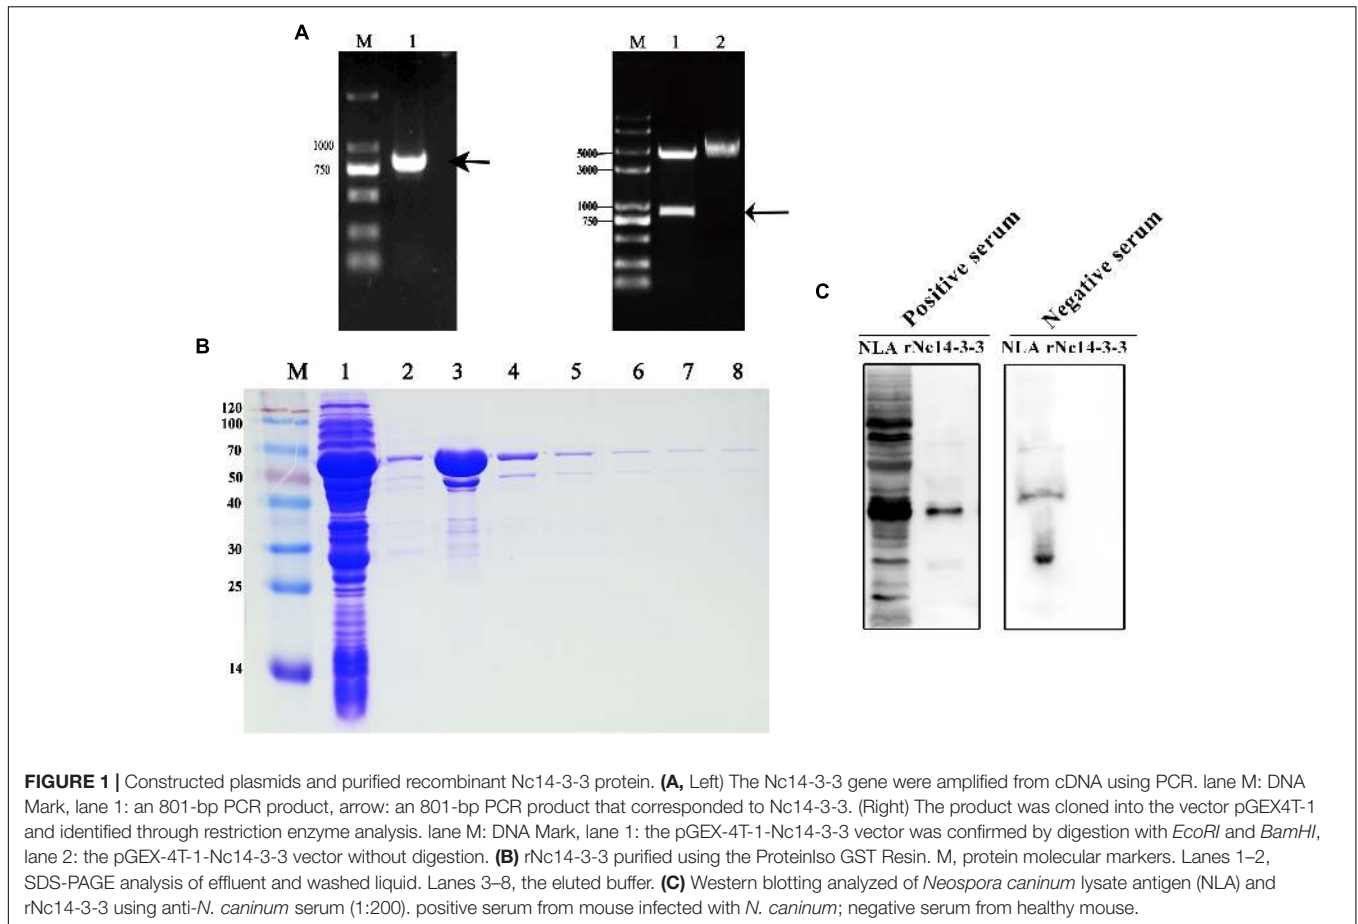 A
M 1
1000
750
M 1 2
5000
3000
1000
750
B
M 1 2 3 4 5 6 7 8
120
100
70
50
40
30
25
14
C
Positive serum
Negative serum
NLA rNc14-3-3
NLA rNc14-3-3
FIGURE 1 | Constructed plasmids and purified recombinant Nc14-3-3 protein. (A, Left) The Nc14-3-3 gene were amplified from cDNA using PCR. lane M: DNA
Mark, lane 1: an 801-bp PCR product, arrow: an 801-bp PCR product that corresponded to Nc14-3-3. (Right) The product was cloned into the vector pGEX4T-1
and identified through restriction enzyme analysis. lane M: DNA Mark, lane 1: the pGEX-4T-1-Nc14-3-3 vector was confirmed by digestion with EcoRI and BamHI,
lane 2: the pGEX-4T-1-Nc14-3-3 vector without digestion. (B) rNc14-3-3 purified using the ProteinIso GST Resin. M, protein molecular markers. Lanes 1–2,
SDS-PAGE analysis of effluent and washed liquid. Lanes 3–8, the eluted buffer. (C) Western blotting analyzed of Neospora caninum lysate antigen (NLA) and
rNc14-3-3 using anti-N. caninum serum (1:200). positive serum from mouse infected with N. caninum; negative serum from healthy mouse.